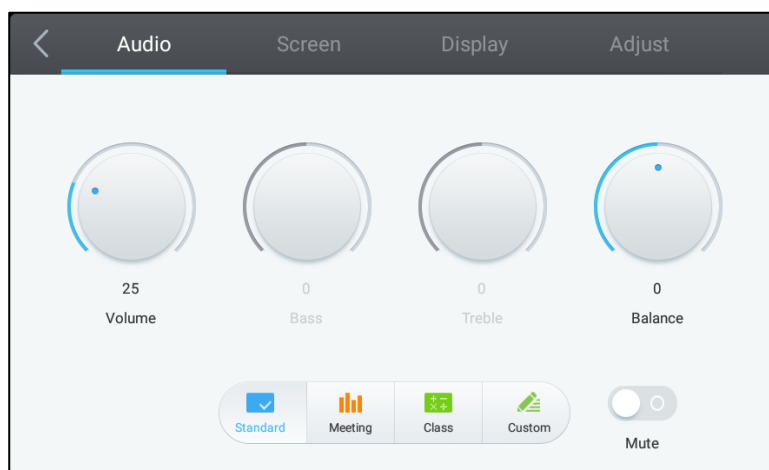 Audio Screen Display Adjust
25 0 0 0
Volume Bass Treble Balance
Standard Meeting Class Custom
Mute